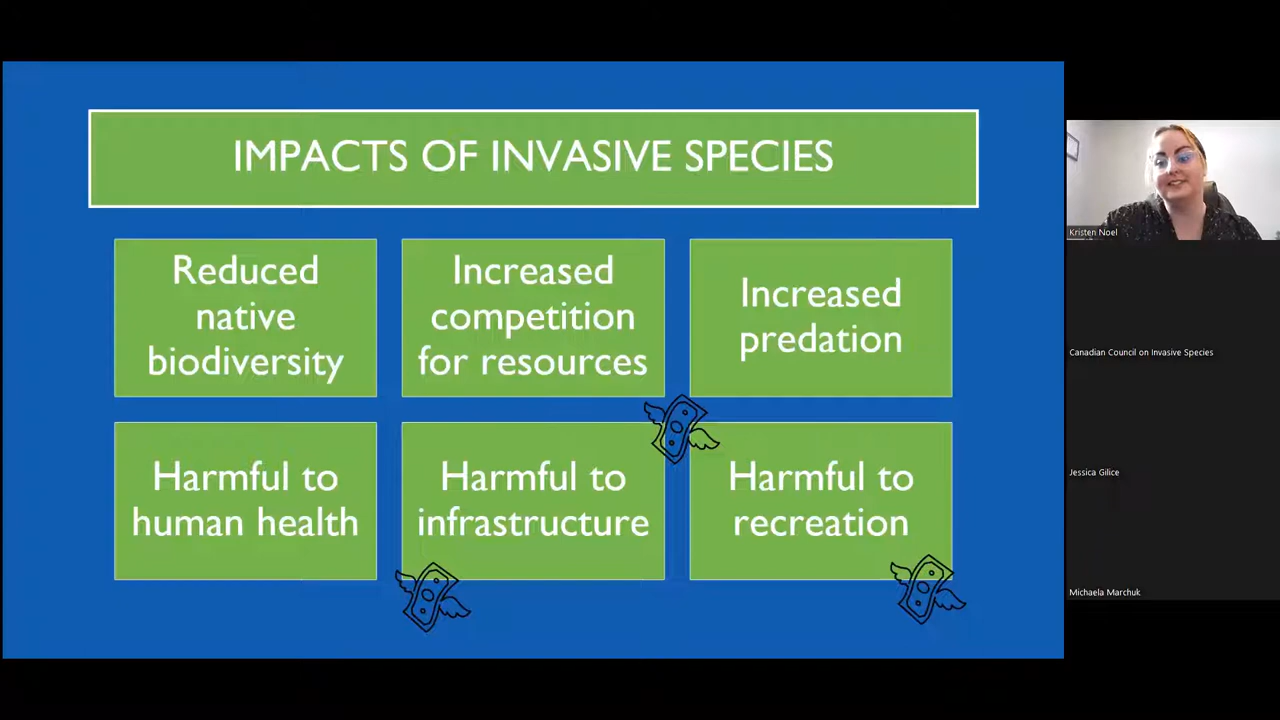 IMPACTS OF INVASIVE SPECIES
Reduced
native
biodiversity
Increased
competition
for resources
Increased
predation
Harmful to
human health
Harmful to
infrastructure
Harmful to
recreation
Kristen Noel
Canadian Council on Invasive Species
Jessica Gilice
Michaela Marchuk